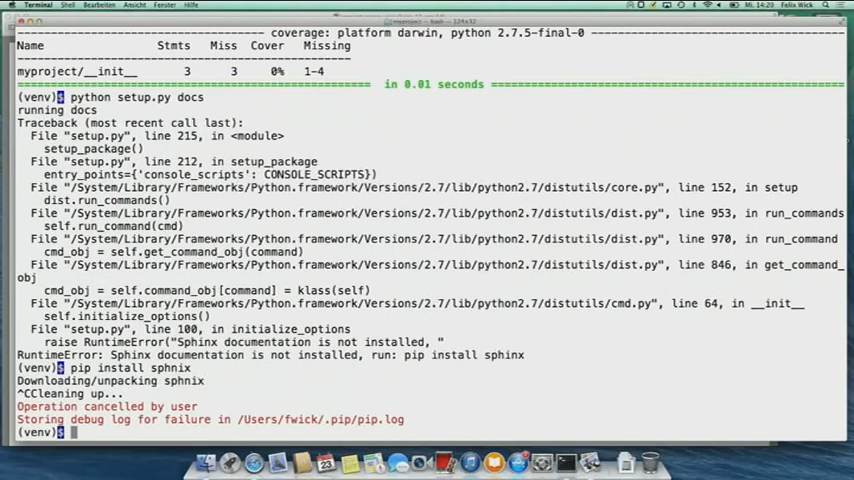 Terminal Shell Bearbeiten Darstellung Fenster Hilfe Mi. 14:20 Felix Wick
myproject — bash — 124×32
coverage: platform darwin, python 2.7.5-final-0
Name Stmts Miss Cover Missing
myproject/__init__ 3 3 0% 1-4
in 0.01 seconds
(venv)$ python setup.py docs
running docs
Traceback (most recent call last):
File "setup.py", line 215, in <module>
setup_package()
File "setup.py", line 212, in setup_package
entry_points={'console_scripts': CONSOLE_SCRIPTS})
File "/System/Library/Frameworks/Python.framework/Versions/2.7/lib/python2.7/distutils/core.py", line 152, in setup
dist.run_commands()
File "/System/Library/Frameworks/Python.framework/Versions/2.7/lib/python2.7/distutils/dist.py", line 953, in run_commands
self.run_command(cmd)
File "/System/Library/Frameworks/Python.framework/Versions/2.7/lib/python2.7/distutils/dist.py", line 970, in run_command
cmd_obj = self.get_command_obj(command)
File "/System/Library/Frameworks/Python.framework/Versions/2.7/lib/python2.7/distutils/dist.py", line 846, in get_command_
obj
cmd_obj = self.command_obj[command] = klass(self)
File "/System/Library/Frameworks/Python.framework/Versions/2.7/lib/python2.7/distutils/cmd.py", line 64, in __init__
self.initialize_options()
File "setup.py", line 100, in initialize_options
raise RuntimeError("Sphinx documentation is not installed, "
RuntimeError: Sphinx documentation is not installed, run: pip install sphinx
(venv)$ pip install sphnix
Downloading/unpacking sphnix
^CCleaning up...
Operation cancelled by user
Storing debug log for failure in /Users/fwick/.pip/pip.log
(venv)$
23